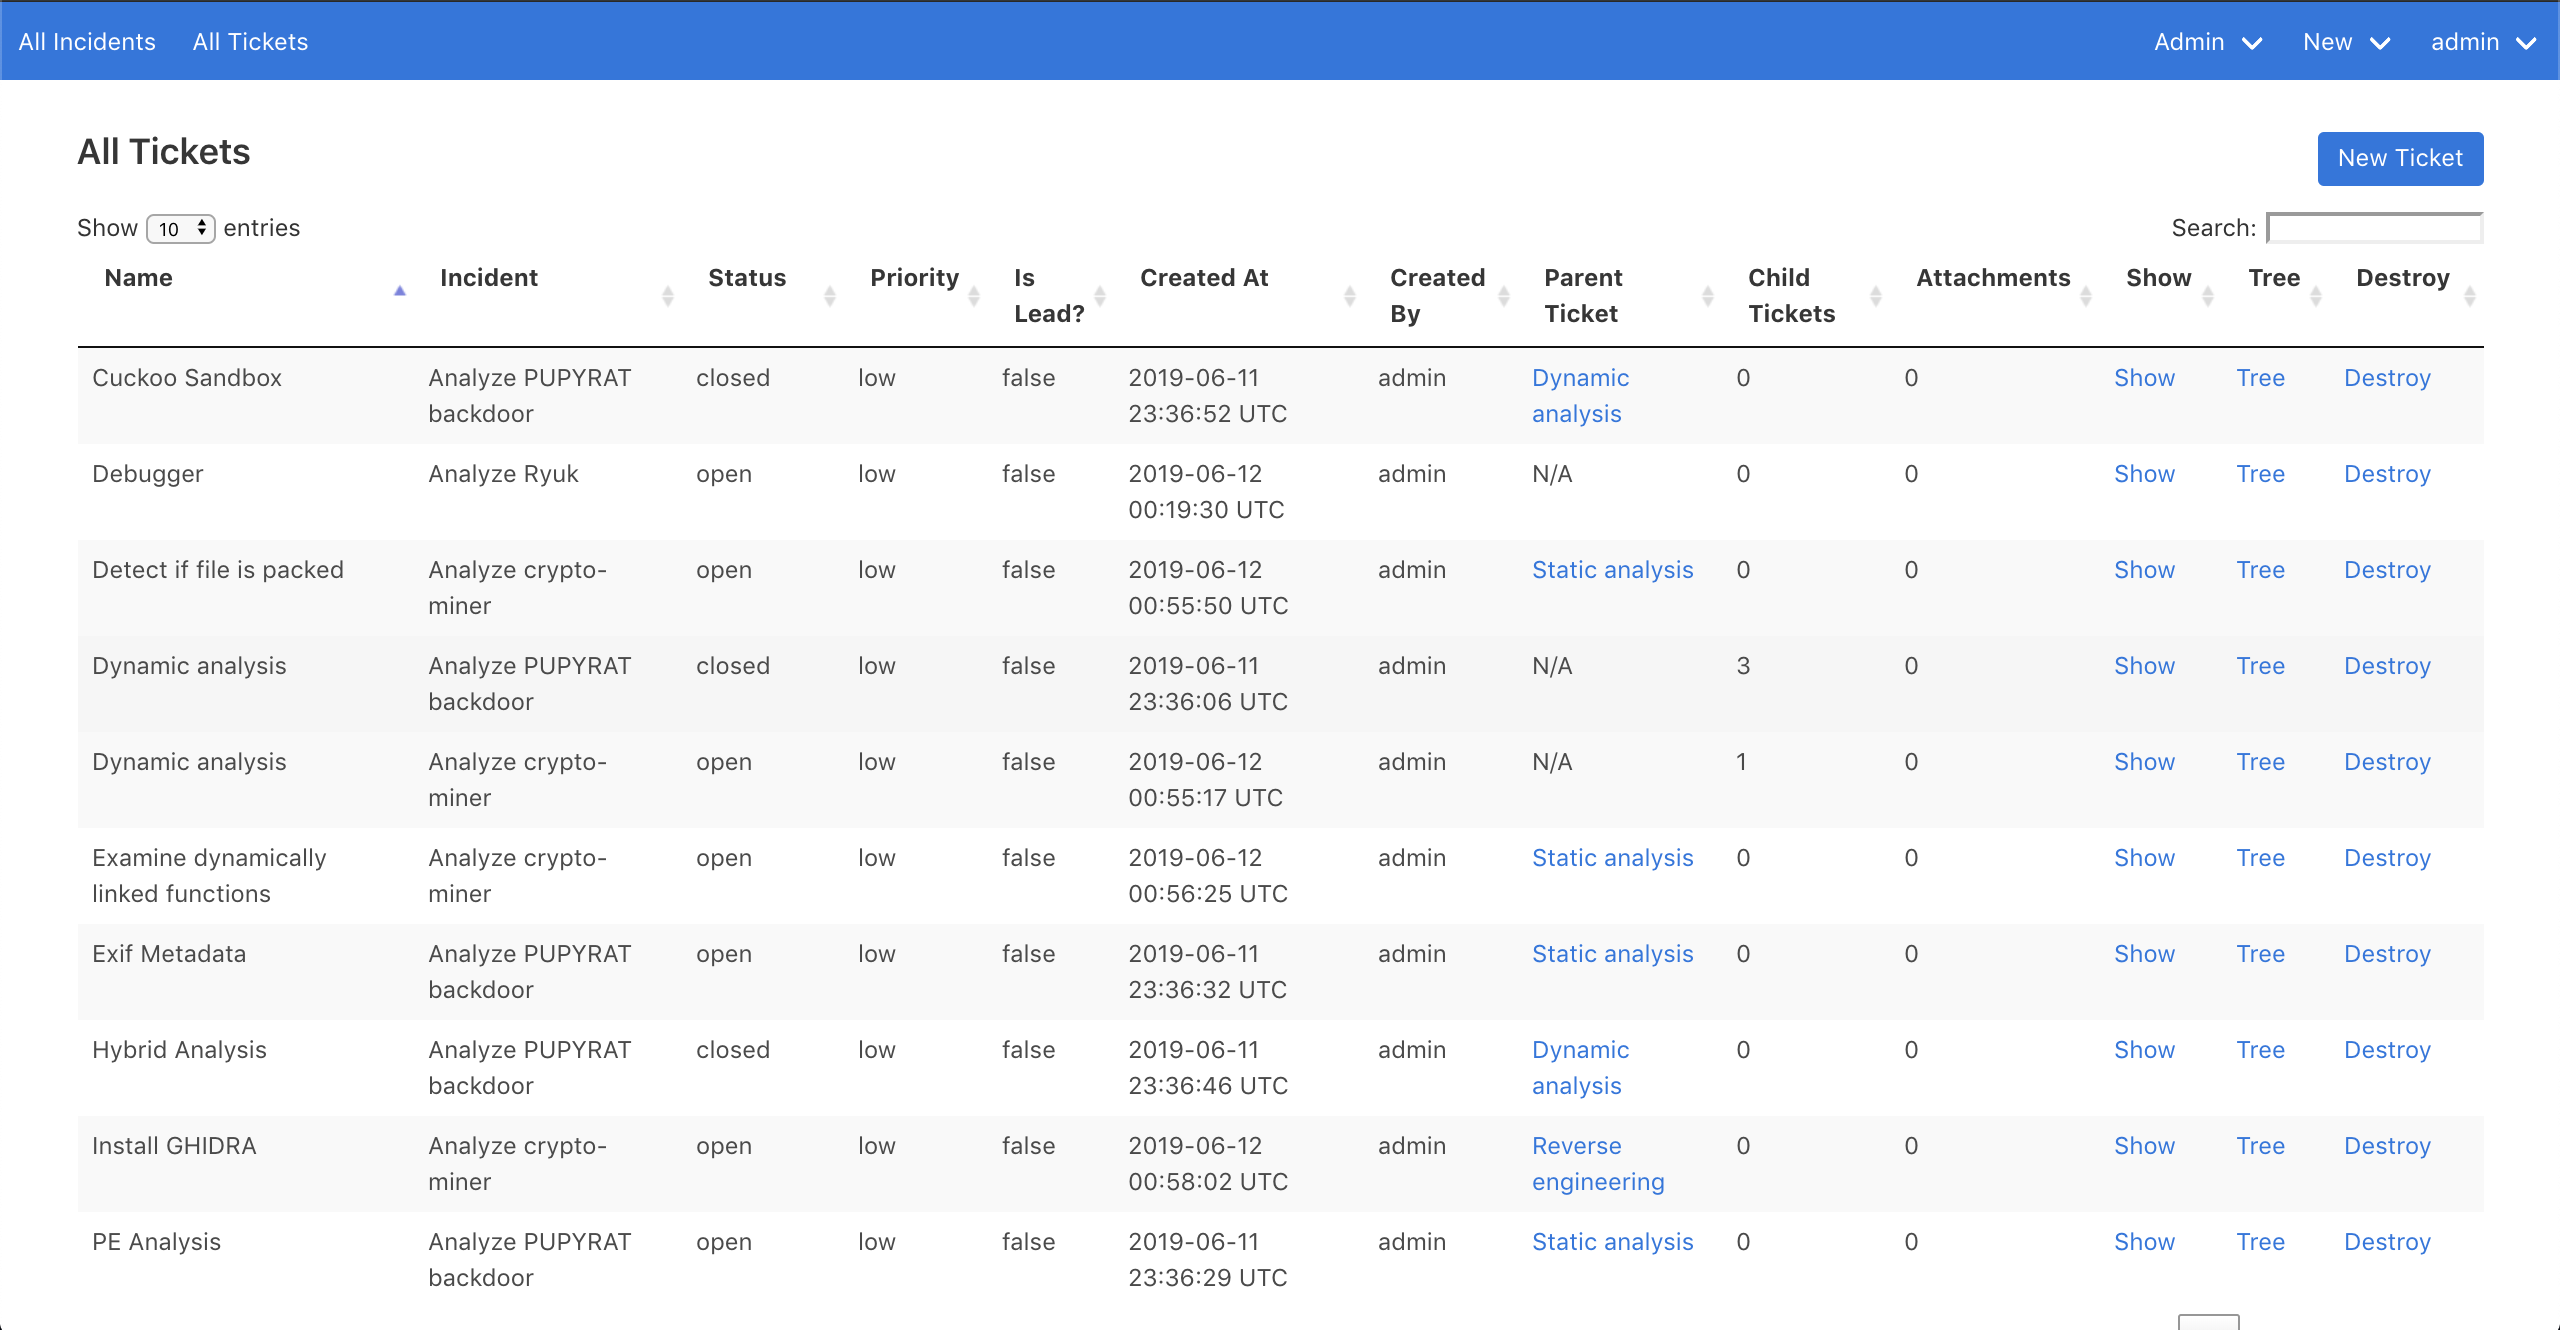 All Incidents All Tickets Admin New admin
All Tickets
New Ticket
Show 10 entries Search:
Name Incident Status Priority Is Lead? Created At Created By Parent Ticket Child Tickets Attachments Show Tree Destroy
Cuckoo Sandbox Analyze PUPYRAT backdoor closed low false 2019-06-11 23:36:52 UTC admin Dynamic analysis 0 0 Show Tree Destroy
Debugger Analyze Ryuk open low false 2019-06-12 00:19:30 UTC admin N/A 0 0 Show Tree Destroy
Detect if file is packed Analyze crypto-miner open low false 2019-06-12 00:55:50 UTC admin Static analysis 0 0 Show Tree Destroy
Dynamic analysis Analyze PUPYRAT backdoor closed low false 2019-06-11 23:36:06 UTC admin N/A 3 0 Show Tree Destroy
Dynamic analysis Analyze crypto-miner open low false 2019-06-12 00:55:17 UTC admin N/A 1 0 Show Tree Destroy
Examine dynamically linked functions Analyze crypto-miner open low false 2019-06-12 00:56:25 UTC admin Static analysis 0 0 Show Tree Destroy
Exif Metadata Analyze PUPYRAT backdoor open low false 2019-06-11 23:36:32 UTC admin Static analysis 0 0 Show Tree Destroy
Hybrid Analysis Analyze PUPYRAT backdoor closed low false 2019-06-11 23:36:46 UTC admin Dynamic analysis 0 0 Show Tree Destroy
Install GHIDRA Analyze crypto-miner open low false 2019-06-12 00:58:02 UTC admin Reverse engineering 0 0 Show Tree Destroy
PE Analysis Analyze PUPYRAT backdoor open low false 2019-06-11 23:36:29 UTC admin Static analysis 0 0 Show Tree Destroy